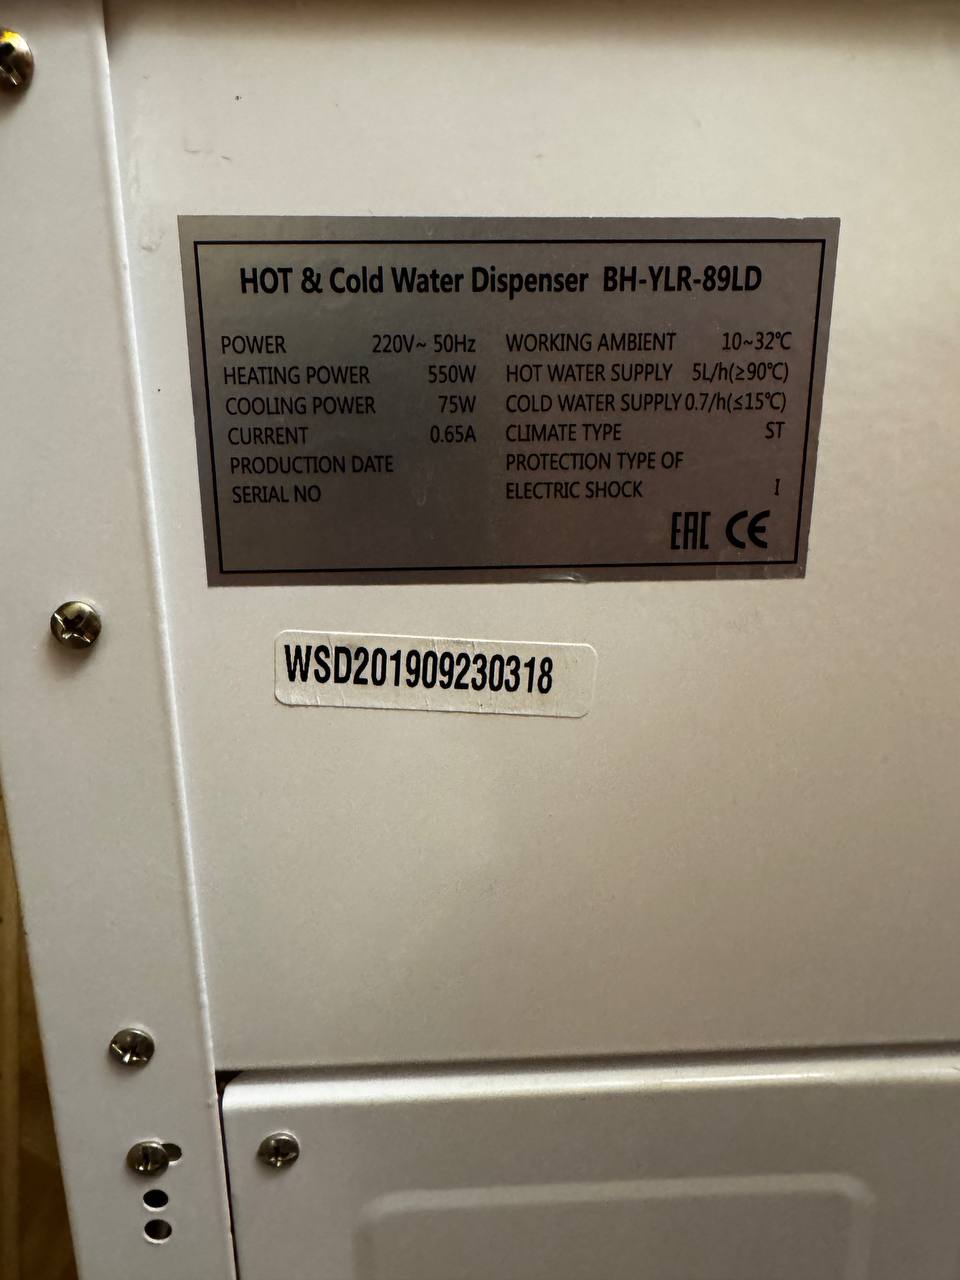 HOT & Cold Water Dispenser BH-YLR-89LD
POWER 220V~ 50Hz
HEATING POWER 550W
COOLING POWER 75W
CURRENT 0.65A
PRODUCTION DATE
SERIAL NO
WORKING AMBIENT 10~32℃
HOT WATER SUPPLY 5L/h(≥90℃)
COLD WATER SUPPLY 0.7/h(≤15℃)
CLIMATE TYPE ST
PROTECTION TYPE OF
ELECTRIC SHOCK I
EAC CE
WSD201909230318